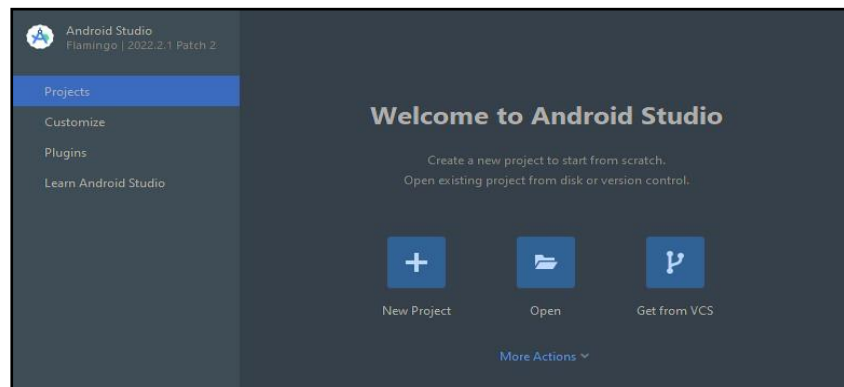 Android Studio
Flamingo | 2022.2.1 Patch 2
Projects
Customize
Plugins
Learn Android Studio
Welcome to Android Studio
Create a new project to start from scratch.
Open existing project from disk or version control.
New Project
Open
Get from VCS
More Actions